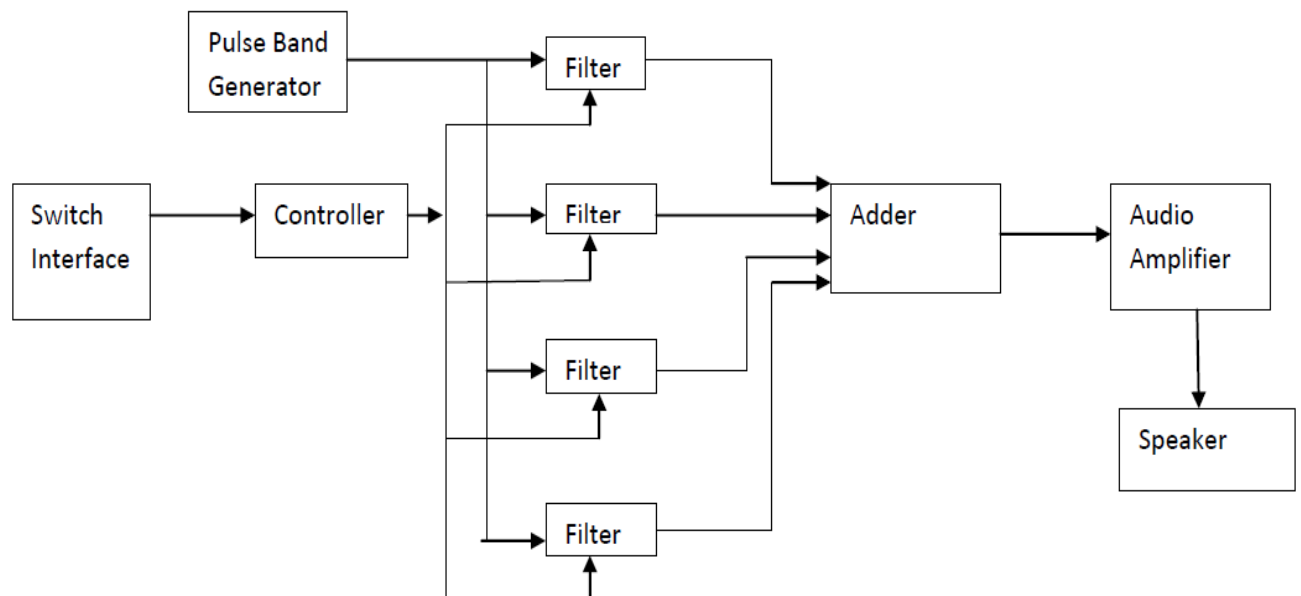 Pulse Band
Generator
Filter
Switch
Interface
Controller
Filter
Adder
Audio
Amplifier
Filter
Speaker
Filter